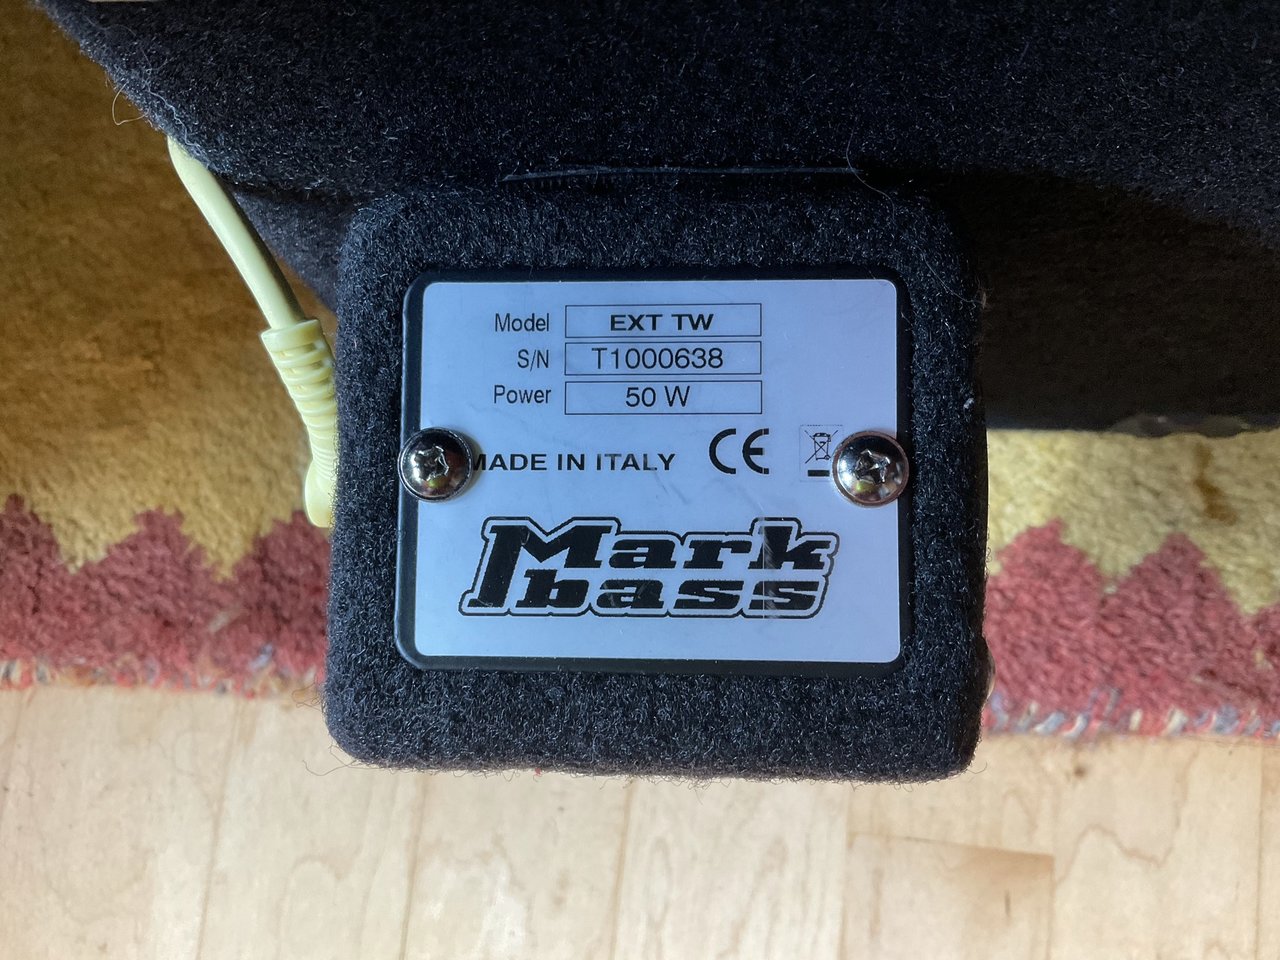 Model EXT TW
S/N T1000638
Power 50 W
MADE IN ITALY CE
Mark
bass